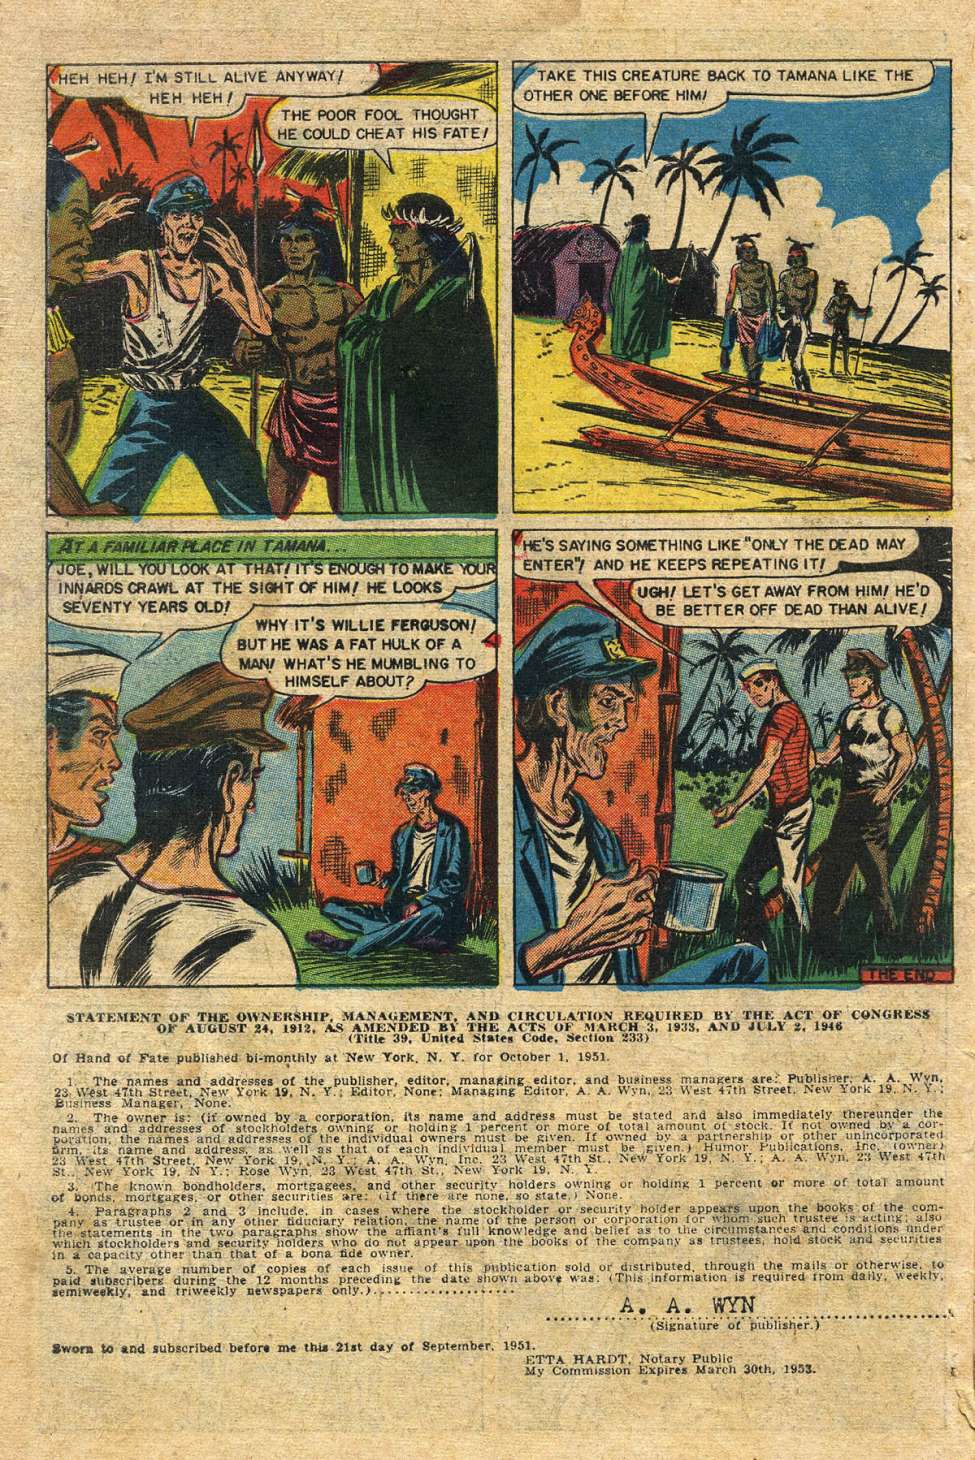 HEH HEH! I'M STILL ALIVE ANYWAY!
HEH HEH!
THE POOR FOOL THOUGHT
HE COULD CHEAT HIS FATE!
TAKE THIS CREATURE BACK TO TAMANA LIKE THE
OTHER ONE BEFORE HIM!
AT A FAMILIAR PLACE IN TAMANA...
JOE, WILL YOU LOOK AT THAT! IT'S ENOUGH TO MAKE YOUR
INNARDS CRAWL AT THE SIGHT OF HIM! HE LOOKS
SEVENTY YEARS OLD!
WHY IT'S WILLIE FERGUSON!
BUT HE WAS A FAT HULK OF A
MAN! WHAT'S HE MUMBLING TO
HIMSELF ABOUT?
HE'S SAYING SOMETHING LIKE "ONLY THE DEAD MAY
ENTER"! AND HE KEEPS REPEATING IT!
UGH! LET'S GET AWAY FROM HIM! HE'D
BE BETTER OFF DEAD THAN ALIVE!
THE END
STATEMENT OF THE OWNERSHIP, MANAGEMENT, AND CIRCULATION REQUIRED BY THE ACT OF CONGRESS
OF AUGUST 24, 1912, AS AMENDED BY THE ACTS OF MARCH 3, 1933, AND JULY 2, 1946
(Title 39, United States Code, Section 233)
Of Hand of Fate published bi-monthly at New York, N. Y. for October 1, 1951.
1. The names and addresses of the publisher, editor, managing editor, and business managers are: Publisher, A. A. Wyn,
23 West 47th Street, New York 19, N. Y.; Editor, None; Managing Editor, A. A. Wyn, 23 West 47th Street, New York 19, N. Y.;
Business Manager, None.
2. The owner is: (if owned by a corporation, its name and address must be stated and also immediately thereunder the
names and addresses of stockholders owning or holding 1 percent or more of total amount of stock. If not owned by a cor-
poration, the names and addresses of the individual owners must be given. If owned by a partnership or other unincorporated
firm, its name and address, as well as that of each individual member must be given.) Humor Publications, Inc. (owner)
23 West 47th Street, New York 19, N. Y.; A. A. Wyn, Inc. 23 West 47th St., New York 19, N. Y.; A. A. Wyn, 23 West 47th
St., New York 19, N. Y.; Rose Wyn, 23 West 47th St., New York 19, N. Y.
3. The known bondholders, mortgagees, and other security holders owning or holding 1 percent or more of total amount
of bonds, mortgages, or other securities are: (if there are none, so state.) None.
4. Paragraphs 2 and 3 include, in cases where the stockholder or security holder appears upon the books of the com-
pany as trustee or in any other fiduciary relation, the name of the person or corporation for whom such trustee is acting; also
the statements in the two paragraphs show the affiant's full knowledge and belief as to the circumstances and conditions under
which stockholders and security holders who do not appear upon the books of the company as trustees, hold stock and securities
in a capacity other than that of a bona fide owner.
5. The average number of copies of each issue of this publication sold or distributed, through the mails or otherwise, to
paid subscribers during the 12 months preceding the date shown above was: (This information is required from daily, weekly,
semiweekly, and triweekly newspapers only.)....................
A. A. WYN
(Signature of publisher.)
Sworn to and subscribed before me this 21st day of September, 1951.
ETTA HARDT, Notary Public
My Commission Expires March 30th, 1953.